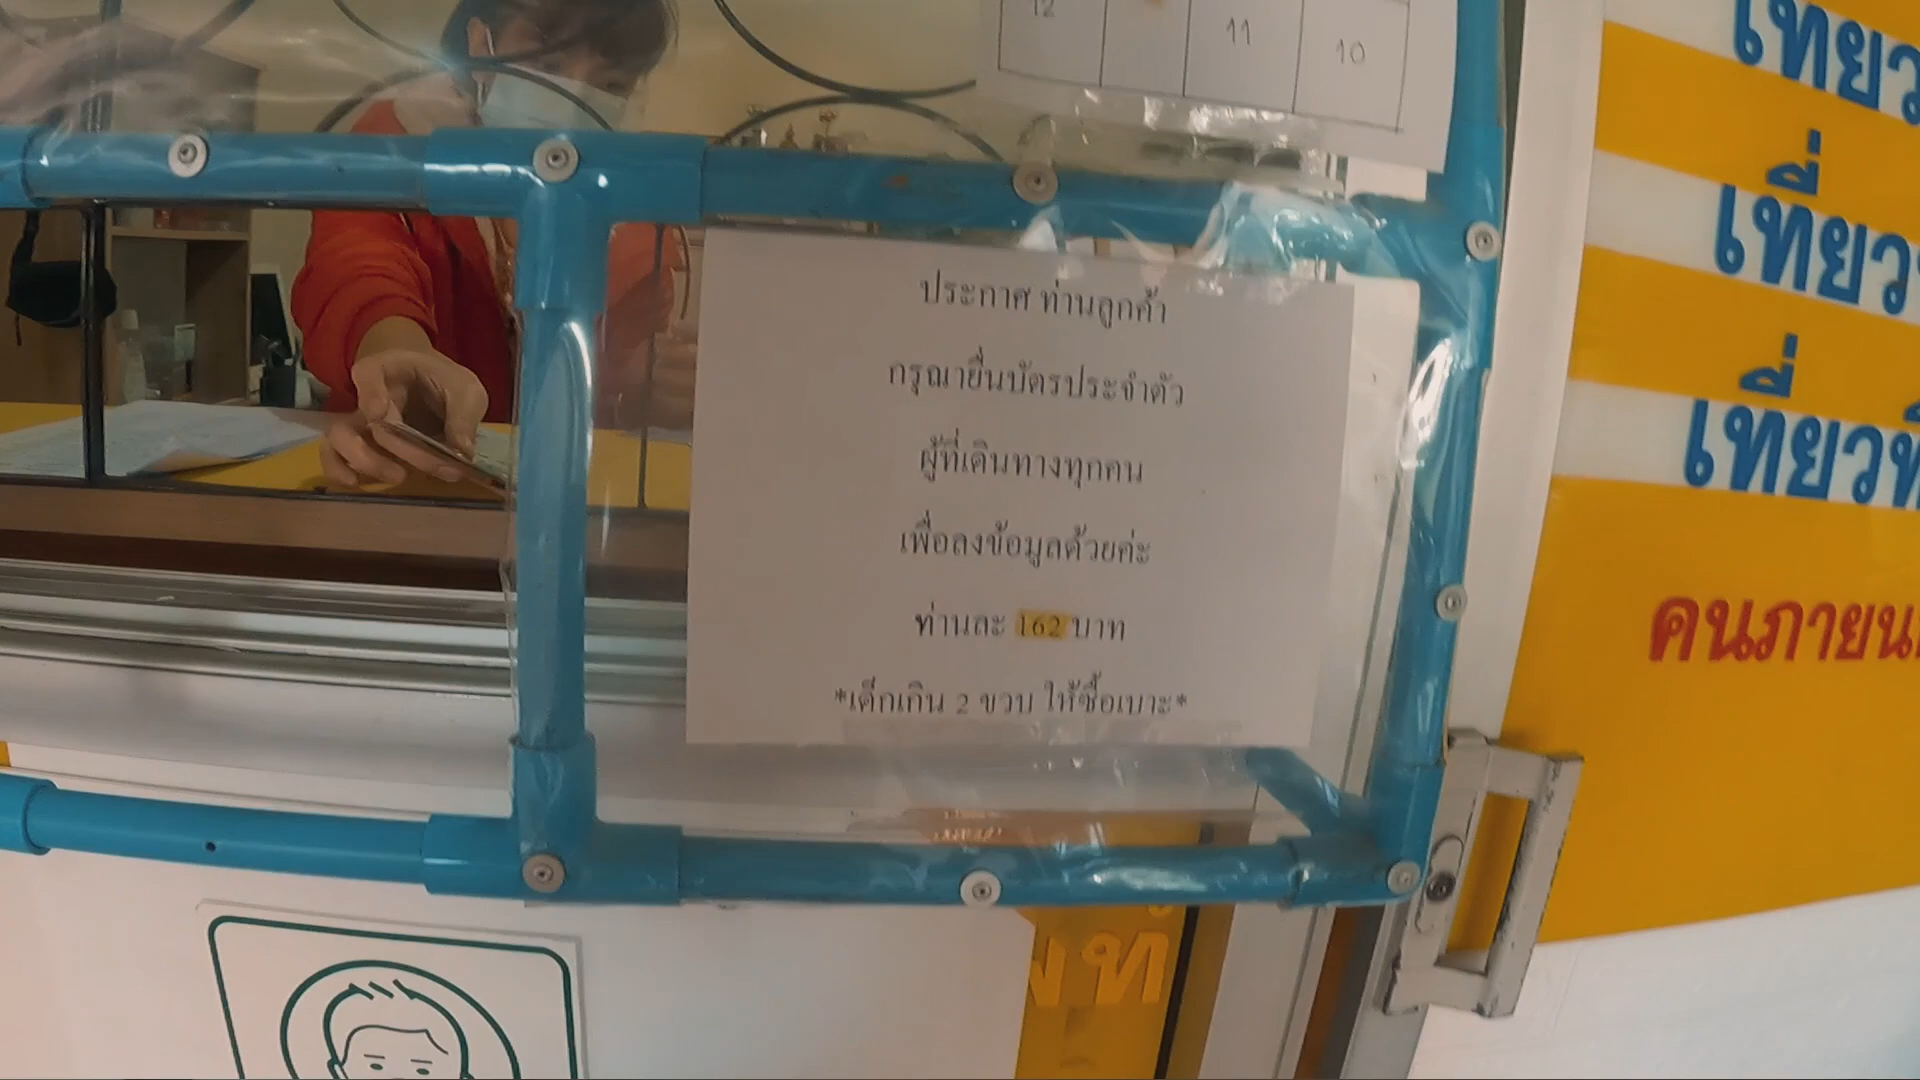 12
11
10
ประกาศ ท่านลูกค้า
กรุณายื่นบัตรประจำตัว
ผู้ที่เดินทางทุกคน
เพื่อลงข้อมูลด้วยค่ะ
ท่านละ 162 บาท
*เด็กเกิน 2 ขวบ ให้ซื้อเบาะ*
เที่ยว
เที่ยว
เที่ยวที่
คนภายน